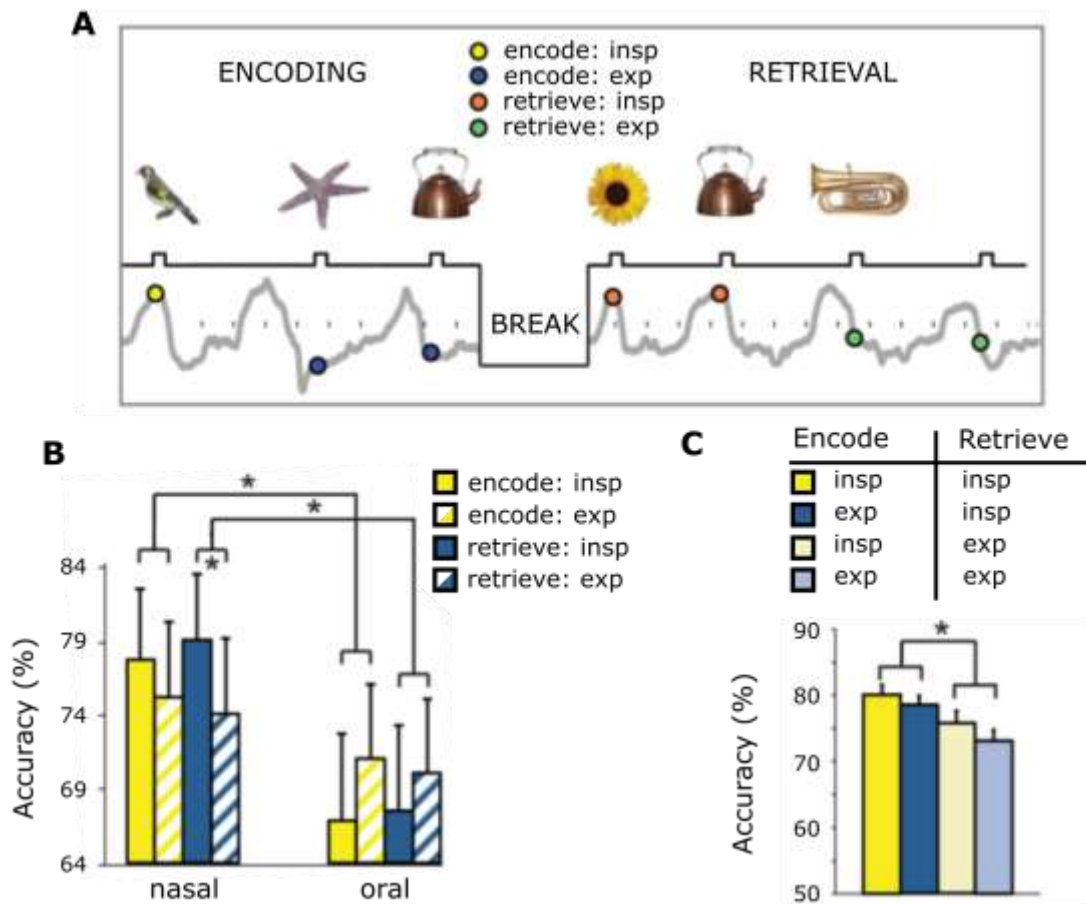 A
ENCODING
encode: insp
encode: exp
retrieve: insp
retrieve: exp
RETRIEVAL
BREAK
B
*
*
*
encode: insp
encode: exp
retrieve: insp
retrieve: exp
84
79
74
69
64
Accuracy (%)
nasal
oral
C
Encode Retrieve
insp insp
exp insp
insp exp
exp exp
*
90
80
70
60
50
Accuracy (%)